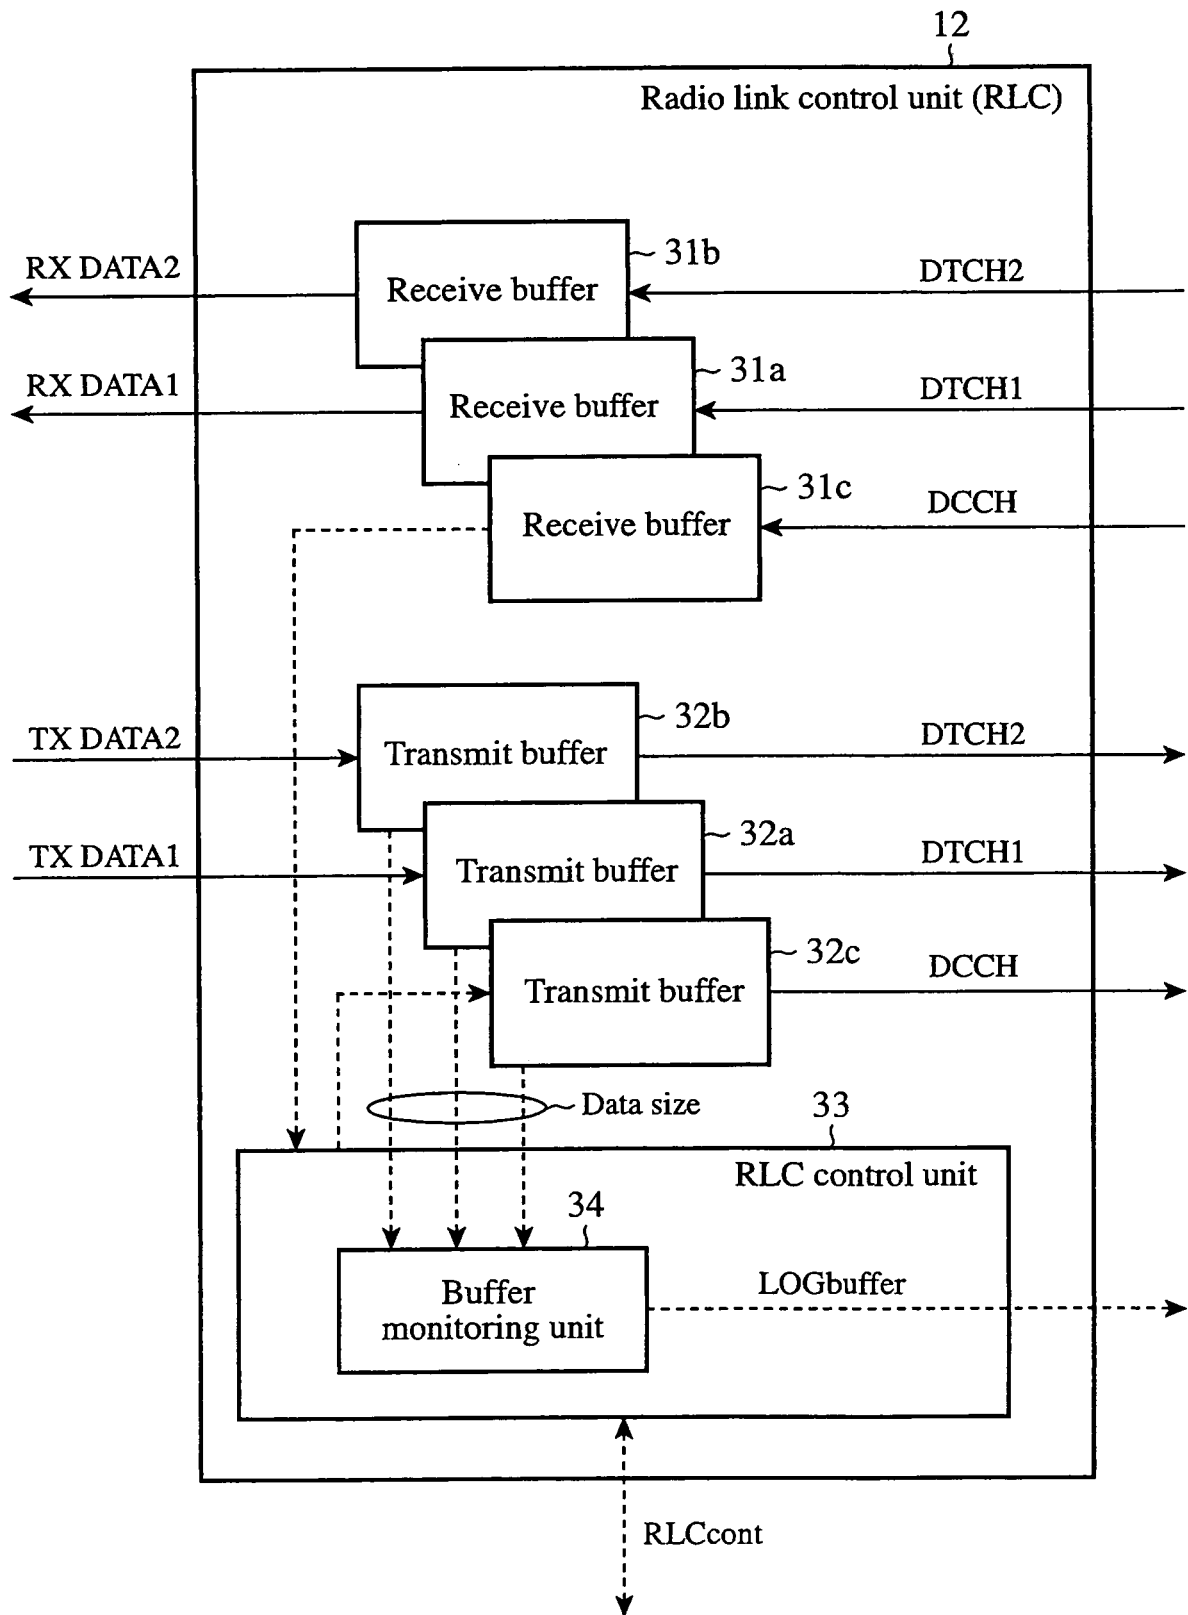 12
Radio link control unit (RLC)
31b
RX DATA2
Receive buffer
DTCH2
31a
RX DATA1
Receive buffer
DTCH1
31c
Receive buffer
DCCH
32b
TX DATA2
Transmit buffer
DTCH2
32a
TX DATA1
Transmit buffer
DTCH1
32c
Transmit buffer
DCCH
Data size
33
RLC control unit
34
Buffer
monitoring unit
LOGbuffer
RLCcont